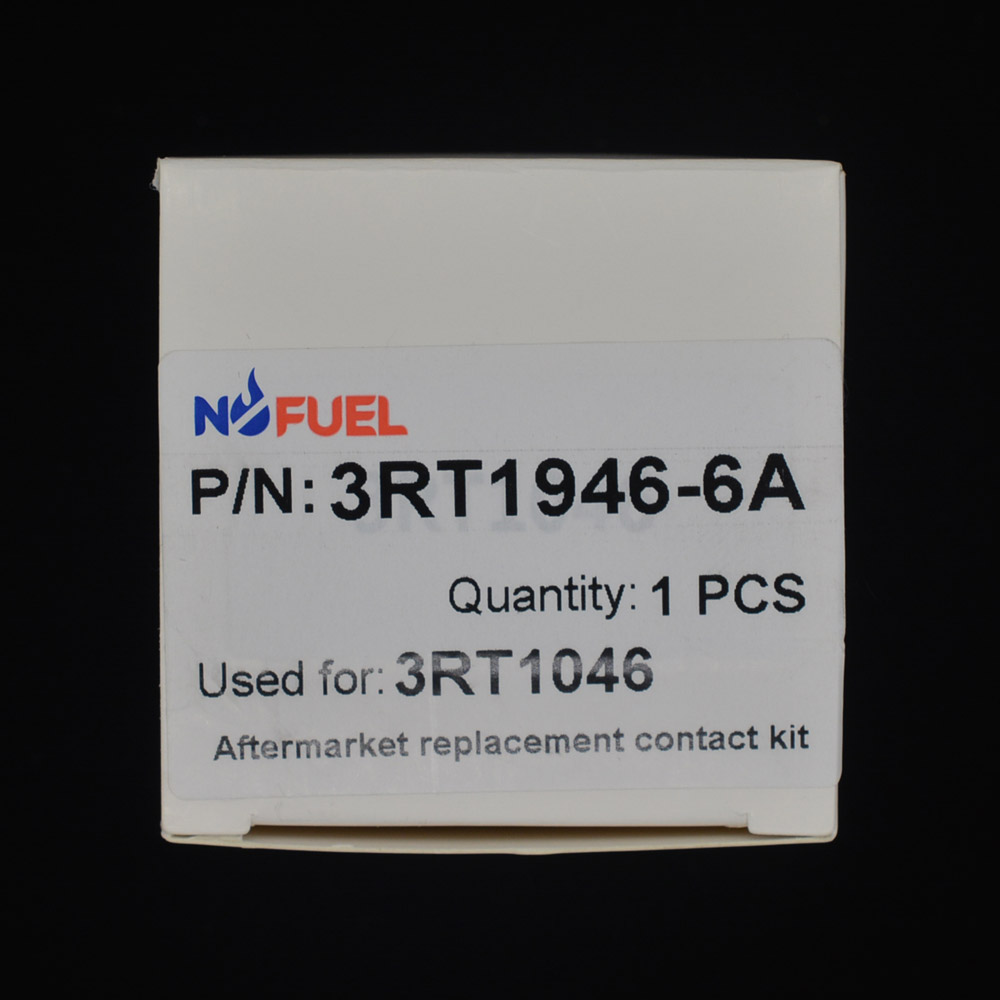 NOFUEL
P/N: 3RT1946-6A
Quantity: 1 PCS
Used for: 3RT1046
Aftermarket replacement contact kit